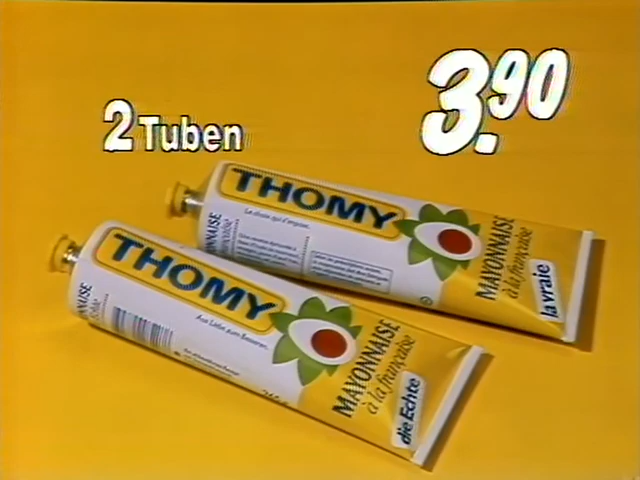 3.90
2 Tuben
THOMY
MAYONNAISE
à la française
la vraie
THOMY
MAYONNAISE
à la française
die Echte